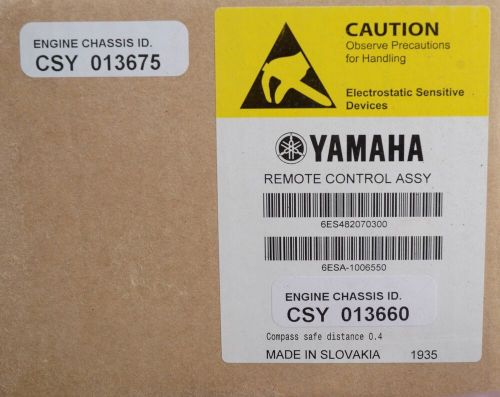 ENGINE CHASSIS ID.
CSY 013675
CAUTION
Observe Precautions
for Handling
Electrostatic Sensitive
Devices
YAMAHA
REMOTE CONTROL ASSY
6ES482070300
6ESA-1006550
ENGINE CHASSIS ID.
CSY 013660
Compass safe distance 0.4
MADE IN SLOVAKIA 1935